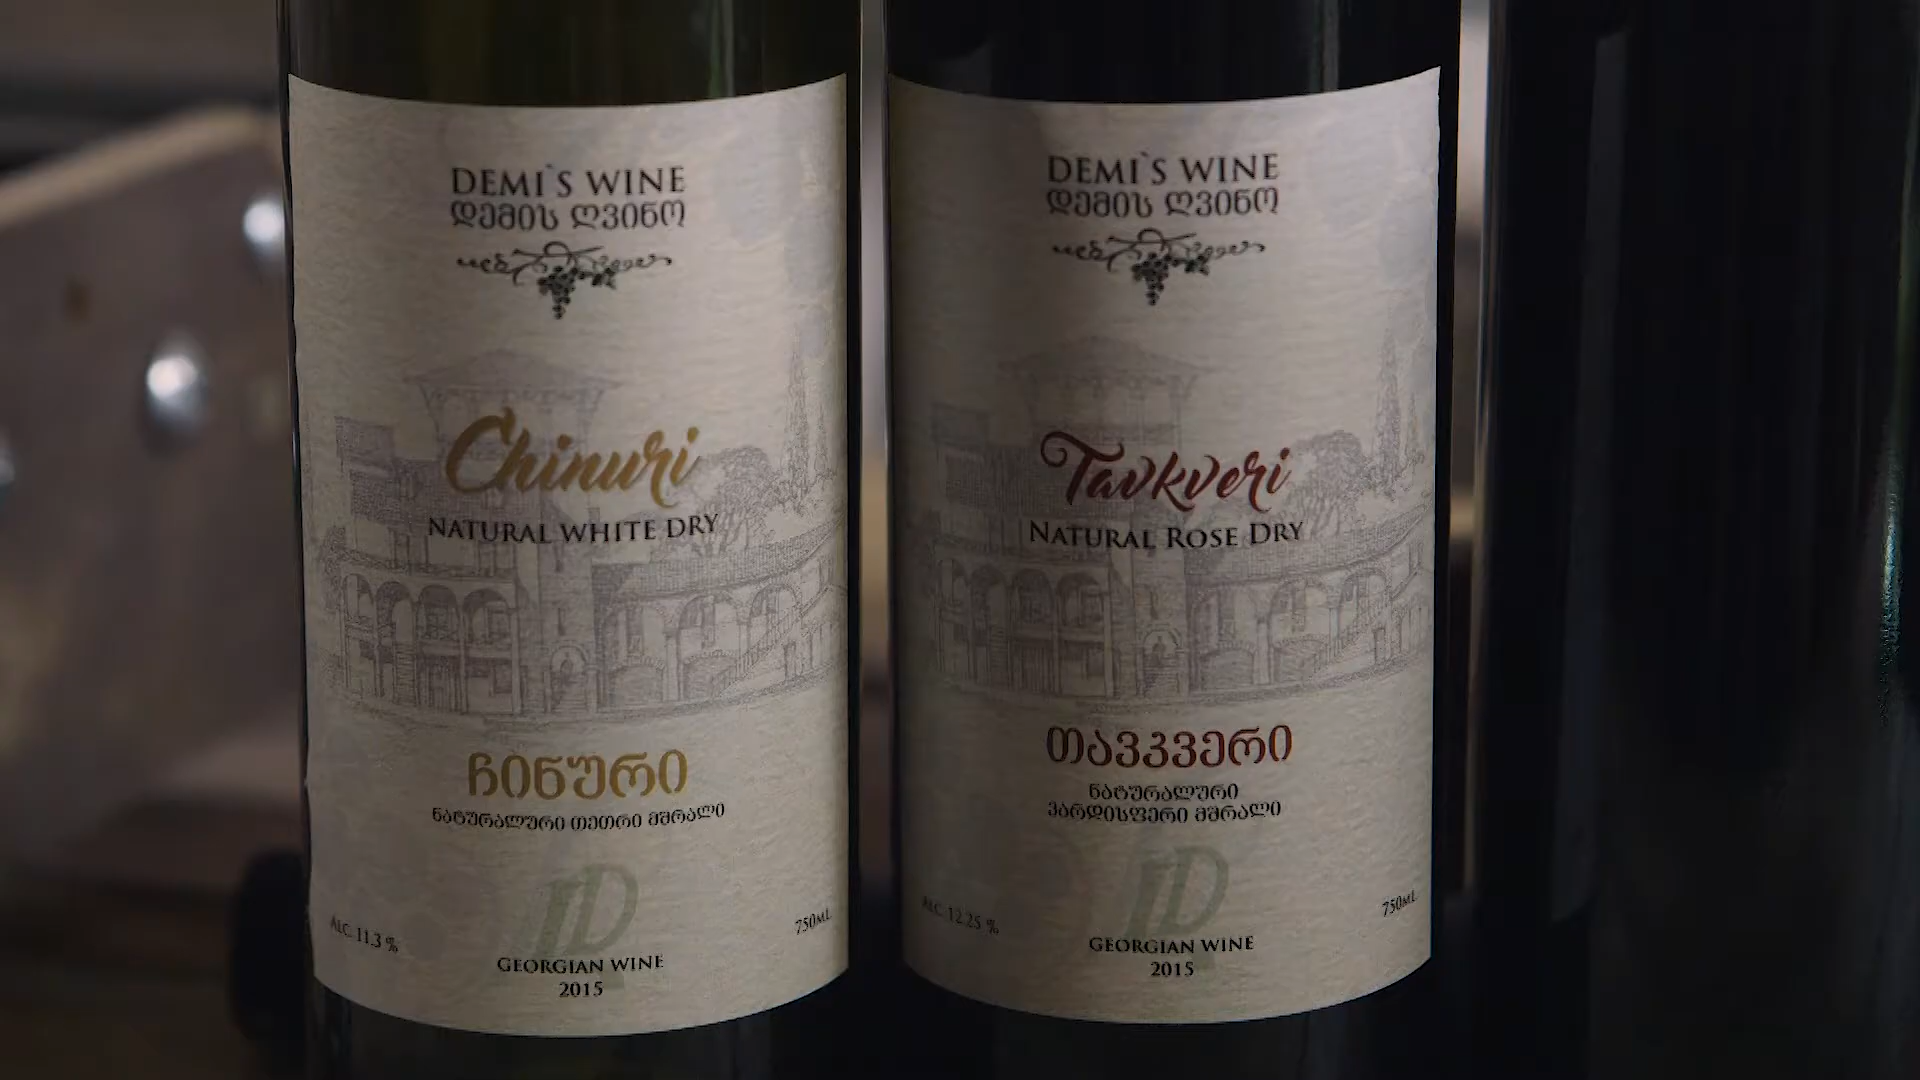 DEMI`S WINE
დემის ღვინო
Chinuri
NATURAL WHITE DRY
ჩინური
ნატურალური თეთრი მშრალი
ALC. 11.3 %
750ML
GEORGIAN WINE
2015
DEMI`S WINE
დემის ღვინო
Tavkveri
NATURAL ROSE DRY
თავკვერი
ნატურალური
ვარდისფერი მშრალი
ALC 12.25 %
750ML
GEORGIAN WINE
2015